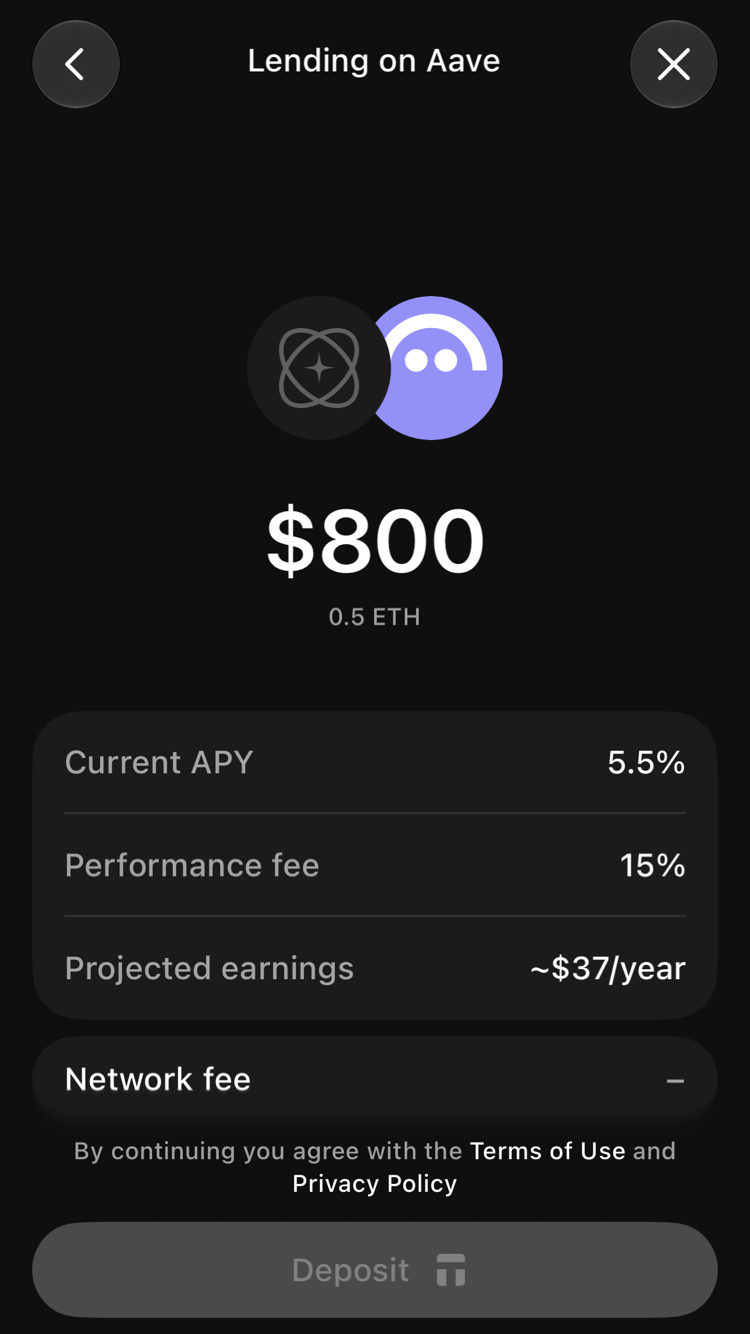 Lending on Aave
$800
0.5 ETH
Current APY 5.5%
Performance fee 15%
Projected earnings ~$37/year
Network fee –
By continuing you agree with the Terms of Use and
Privacy Policy
Deposit